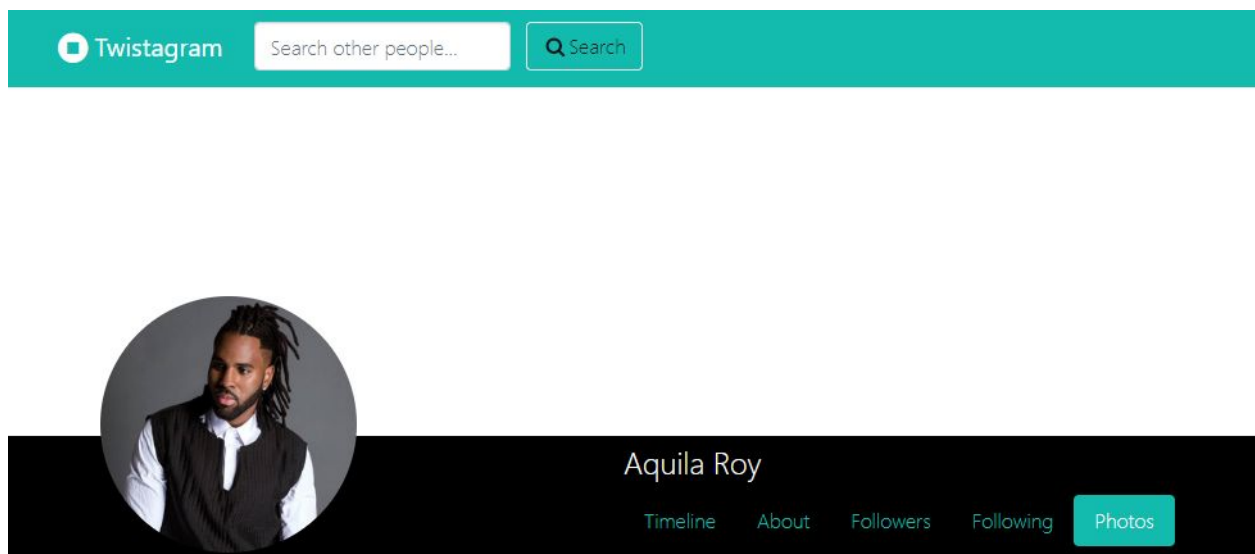 Twistagram Search other people... Search
Aquila Roy
Timeline About Followers Following Photos